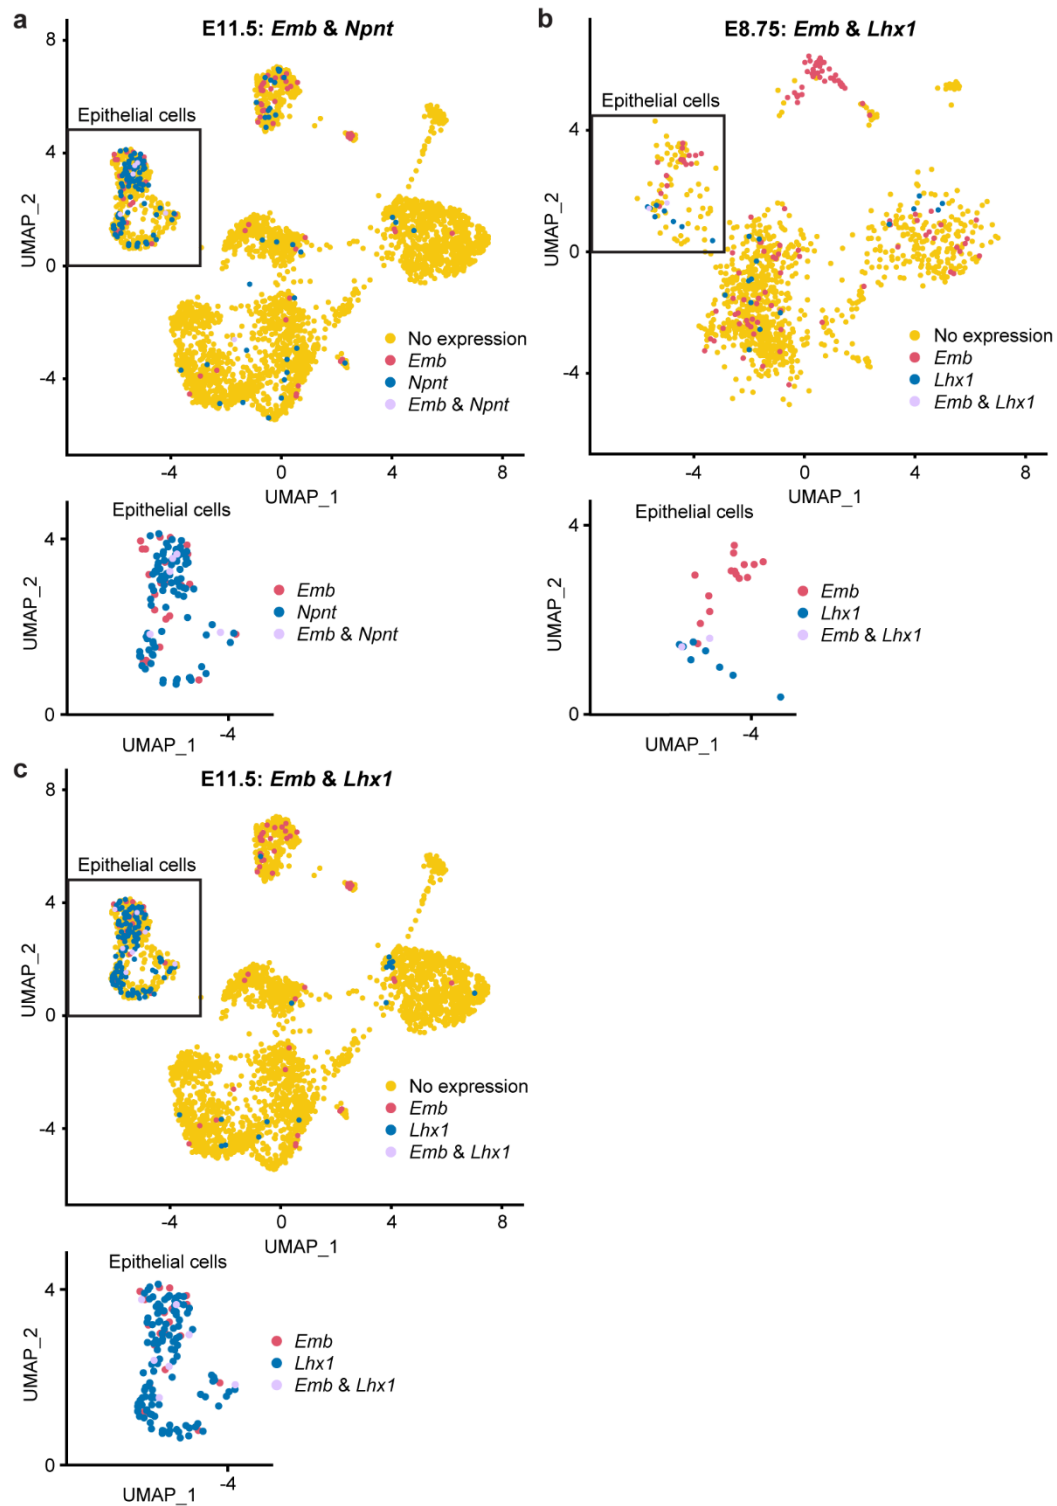 a
E11.5: Emb & Npnt
8
4
0
-4
UMAP_2
Epithelial cells
No expression
Emb
Npnt
Emb & Npnt
-4 0 4 8
UMAP_1
Epithelial cells
4
0
UMAP_2
Emb
Npnt
Emb & Npnt
-4
UMAP_1
b
E8.75: Emb & Lhx1
Epithelial cells
4
0
-4
UMAP_2
No expression
Emb
Lhx1
Emb & Lhx1
-4 0 4 8
UMAP_1
Epithelial cells
4
0
UMAP_2
Emb
Lhx1
Emb & Lhx1
-4
UMAP_1
c
E11.5: Emb & Lhx1
8
4
0
-4
UMAP_2
Epithelial cells
No expression
Emb
Lhx1
Emb & Lhx1
-4 0 4 8
UMAP_1
Epithelial cells
4
0
UMAP_2
Emb
Lhx1
Emb & Lhx1
-4
UMAP_1